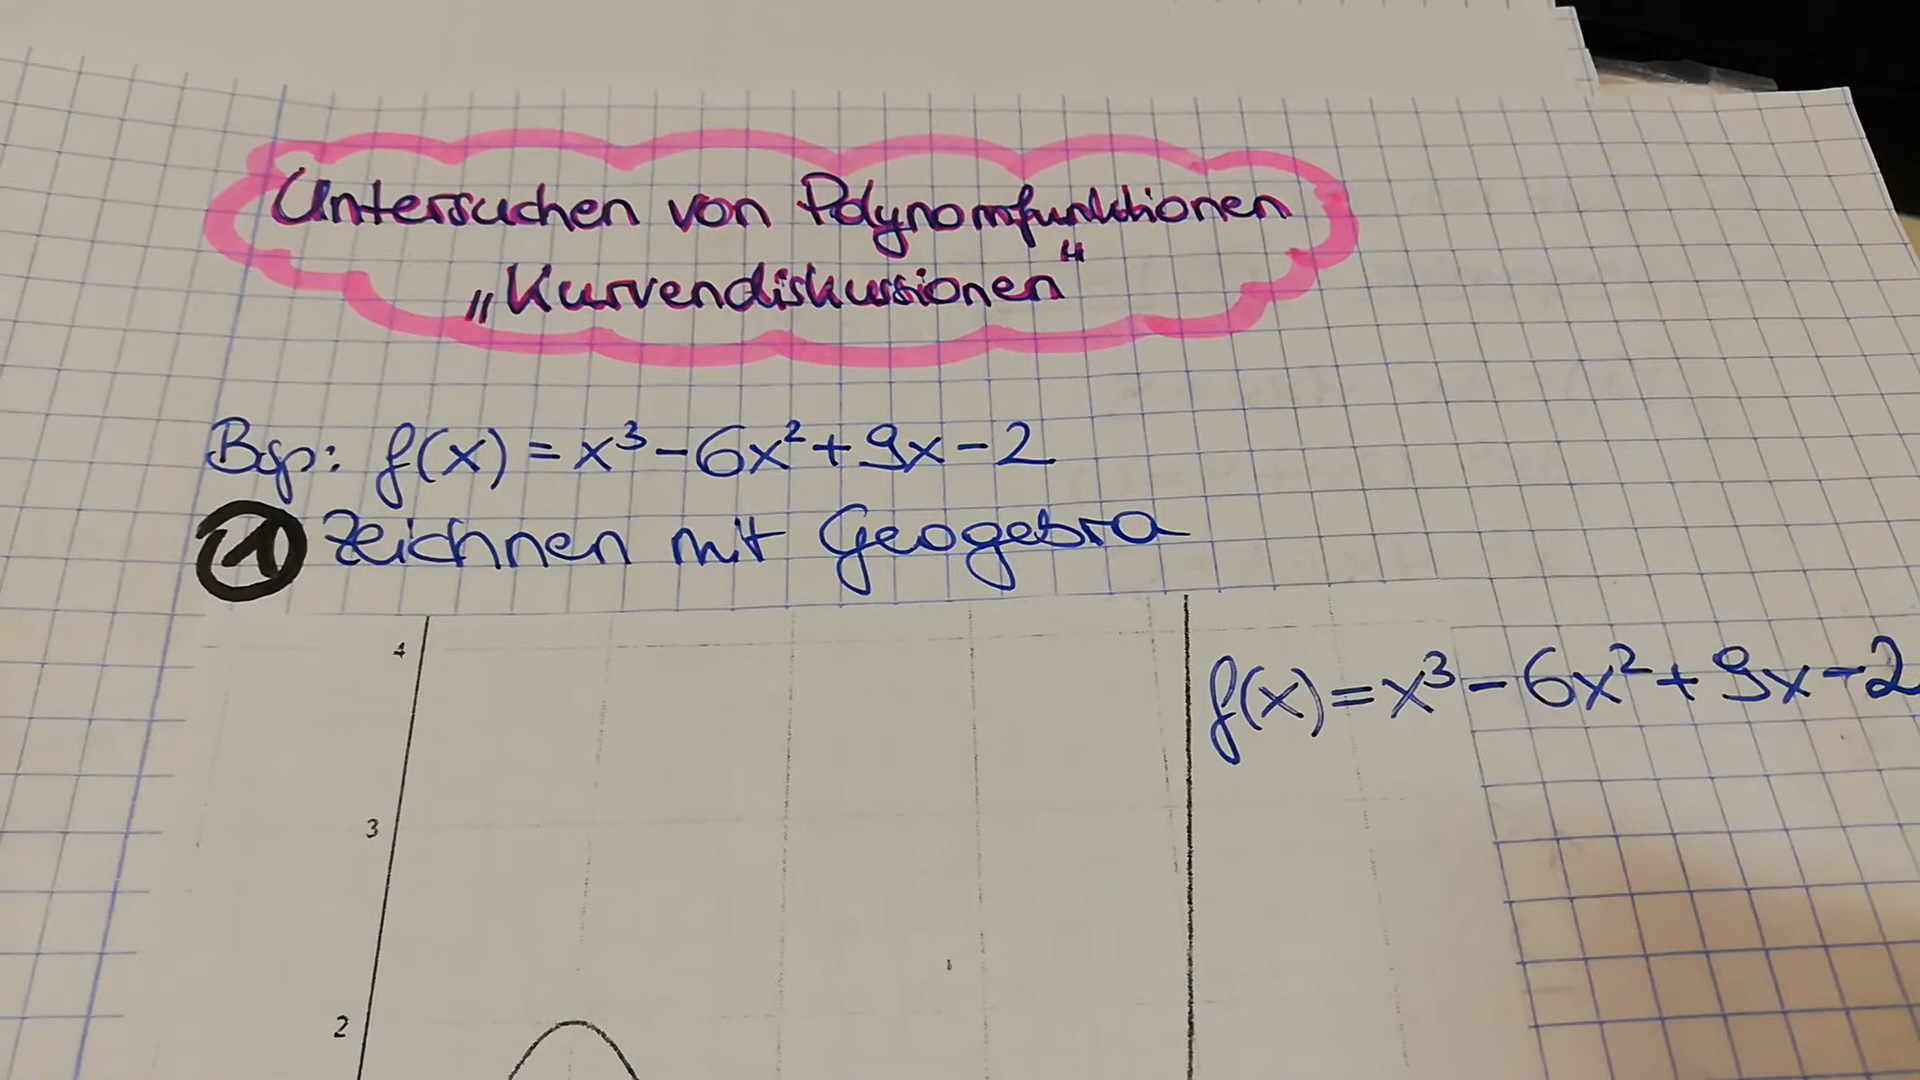 Untersuchen von Polynomfunktionen
„Kurvendiskussionen“
Bsp: f(x) = x³ - 6x² + 9x - 2
① Zeichnen mit Geogebra
4
f(x) = x³ - 6x² + 9x - 2
3
2